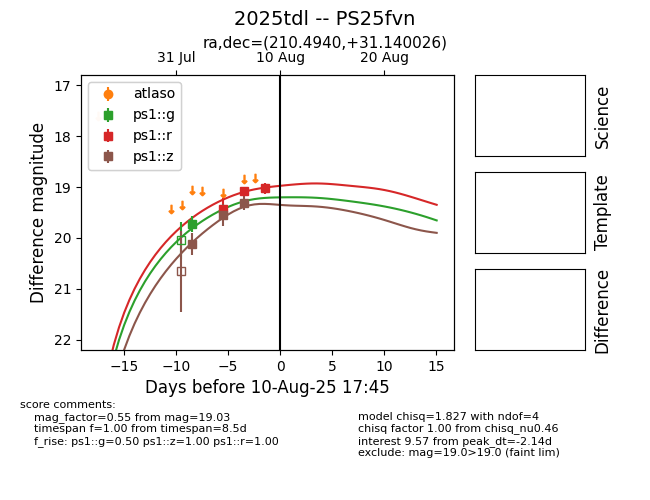 2025tdl -- PS25fvn
ra,dec=(210.4940,+31.140026)
31 Jul 10 Aug 20 Aug
atlaso
ps1::g
ps1::r
ps1::z
17
18
19
20
21
22
Difference magnitude
−15 −10 −5 0 5 10 15
Days before 10-Aug-25 17:45
Science
Template
Difference
score comments:
mag_factor=0.55 from mag=19.03
timespan f=1.00 from timespan=8.5d
f_rise: ps1::g=0.50 ps1::z=1.00 ps1::r=1.00
model chisq=1.827 with ndof=4
chisq factor 1.00 from chisq_nu0.46
interest 9.57 from peak_dt=-2.14d
exclude: mag=19.0>19.0 (faint lim)